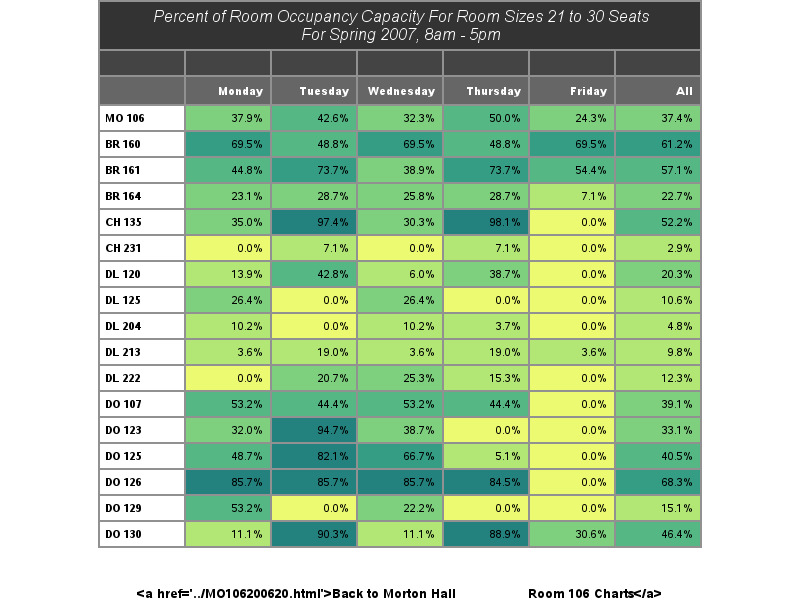 Percent of Room Occupancy Capacity For Room Sizes 21 to 30 Seats
For Spring 2007, 8am - 5pm
Monday Tuesday Wednesday Thursday Friday All
MO 106 37.9% 42.6% 32.3% 50.0% 24.3% 37.4%
BR 160 69.5% 48.8% 69.5% 48.8% 69.5% 61.2%
BR 161 44.8% 73.7% 38.9% 73.7% 54.4% 57.1%
BR 164 23.1% 28.7% 25.8% 28.7% 7.1% 22.7%
CH 135 35.0% 97.4% 30.3% 98.1% 0.0% 52.2%
CH 231 0.0% 7.1% 0.0% 7.1% 0.0% 2.9%
DL 120 13.9% 42.8% 6.0% 38.7% 0.0% 20.3%
DL 125 26.4% 0.0% 26.4% 0.0% 0.0% 10.6%
DL 204 10.2% 0.0% 10.2% 3.7% 0.0% 4.8%
DL 213 3.6% 19.0% 3.6% 19.0% 3.6% 9.8%
DL 222 0.0% 20.7% 25.3% 15.3% 0.0% 12.3%
DO 107 53.2% 44.4% 53.2% 44.4% 0.0% 39.1%
DO 123 32.0% 94.7% 38.7% 0.0% 0.0% 33.1%
DO 125 48.7% 82.1% 66.7% 5.1% 0.0% 40.5%
DO 126 85.7% 85.7% 85.7% 84.5% 0.0% 68.3%
DO 129 53.2% 0.0% 22.2% 0.0% 0.0% 15.1%
DO 130 11.1% 90.3% 11.1% 88.9% 30.6% 46.4%
<a href='../MO106200620.html'>Back to Morton Hall Room 106 Charts</a>